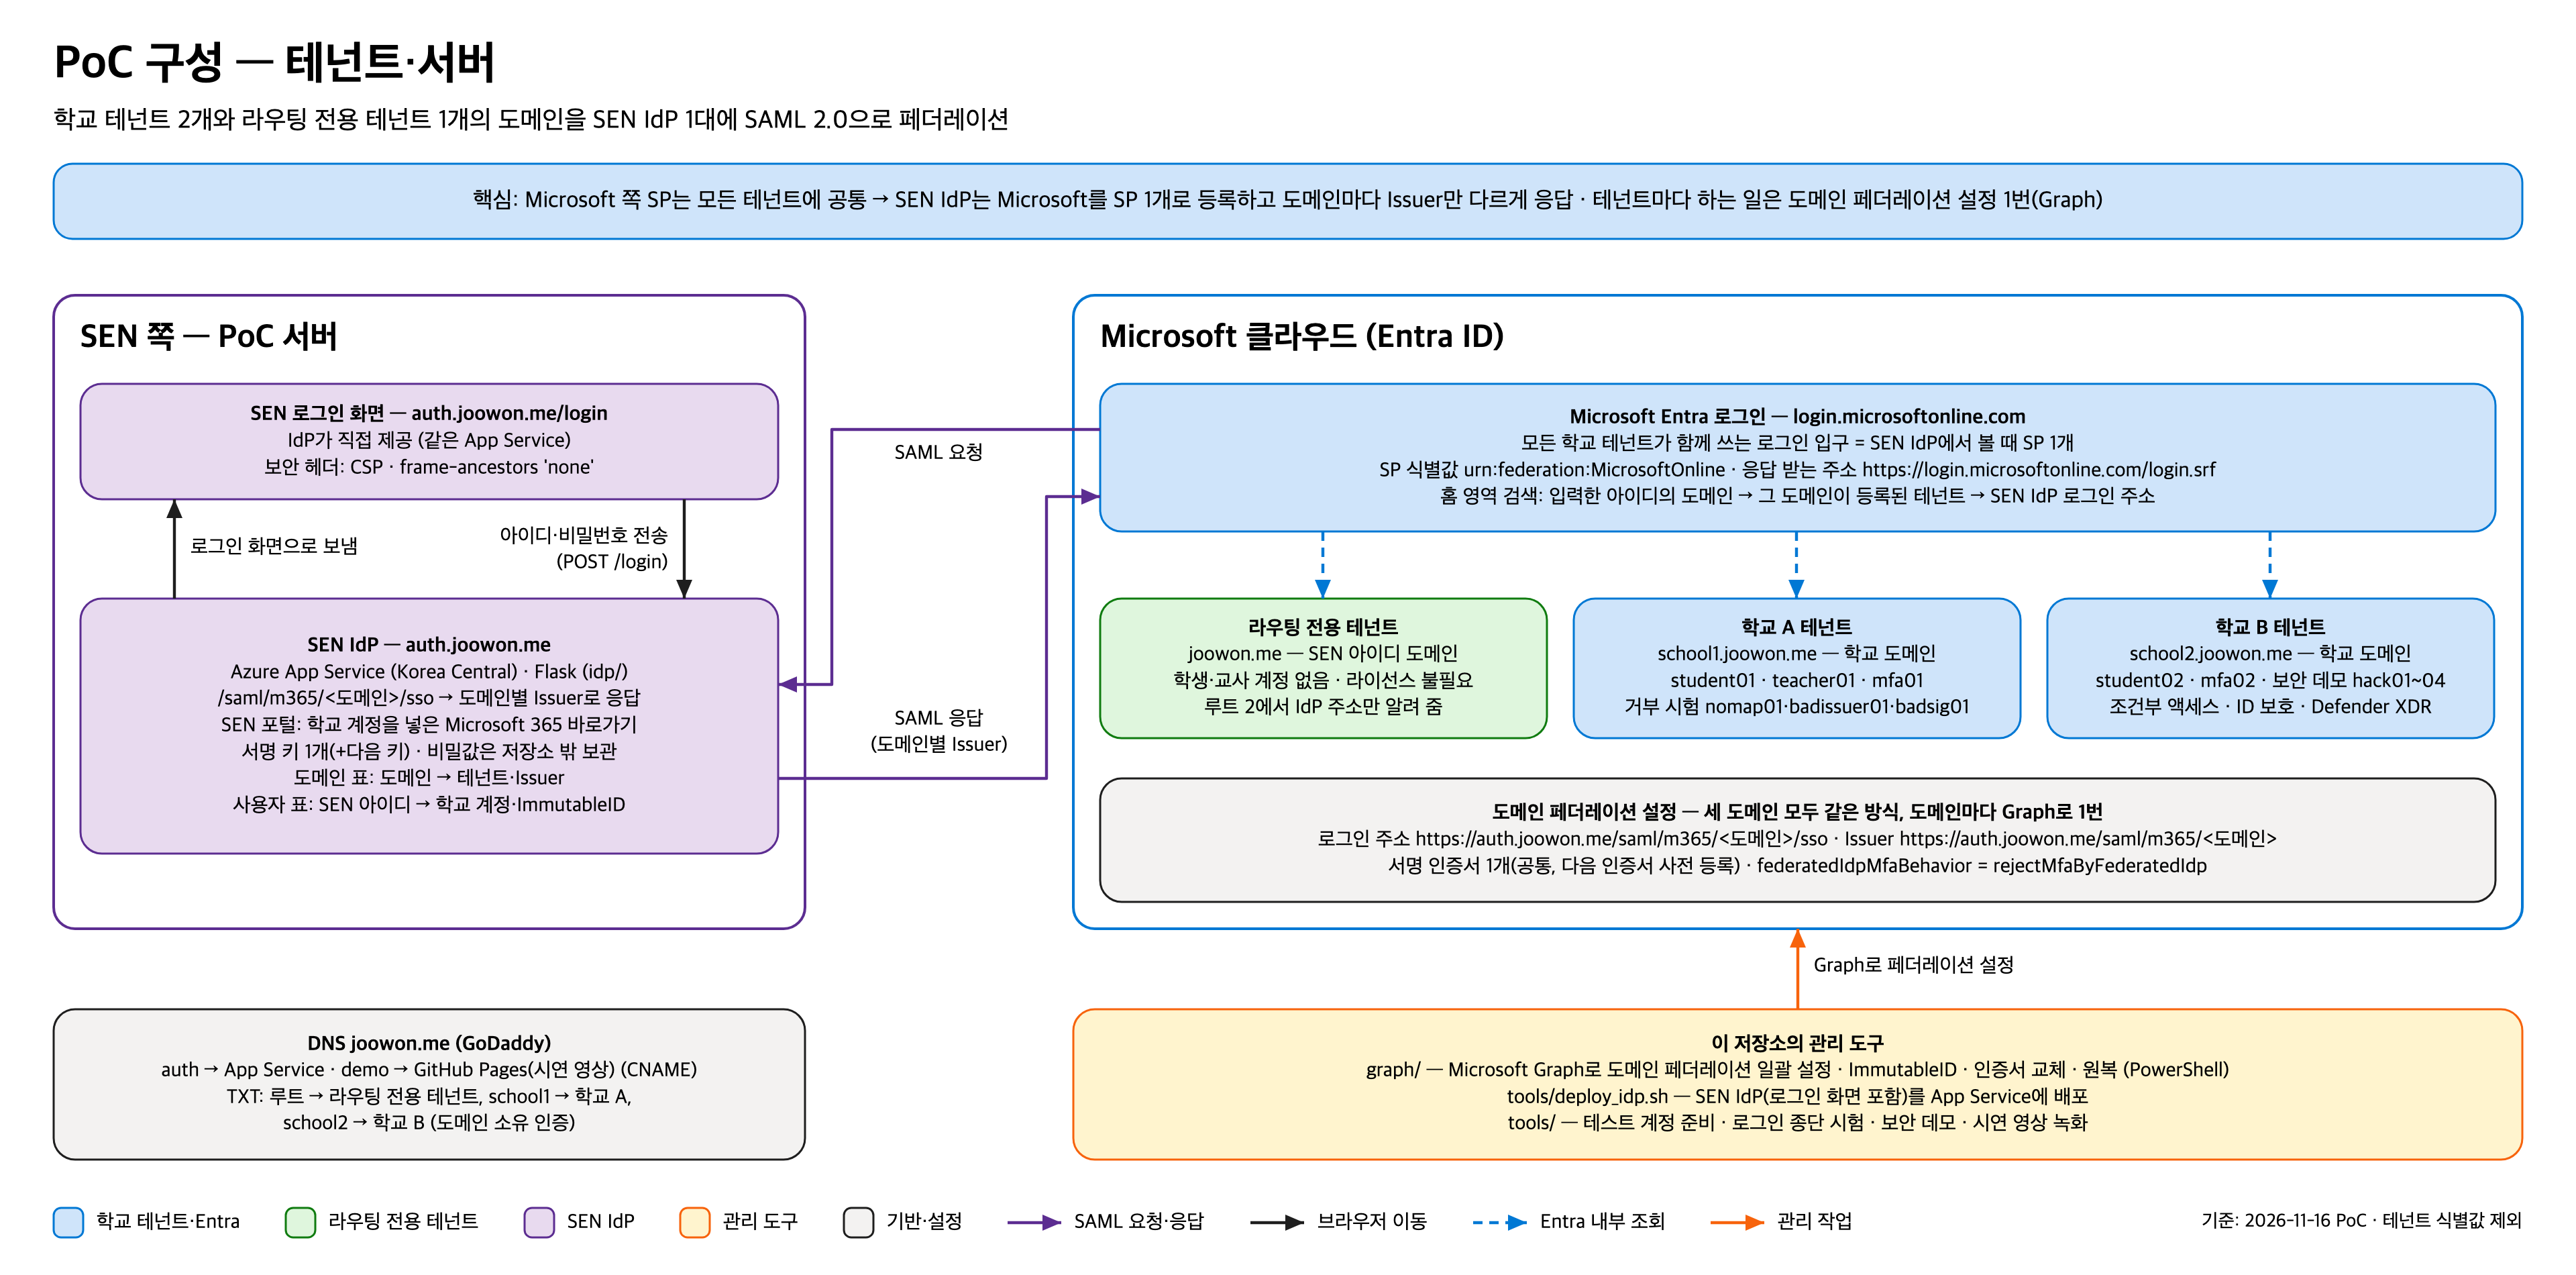 PoC 구성 — 테넌트·서버
학교 테넌트 2개와 라우팅 전용 테넌트 1개의 도메인을 SEN IdP 1대에 SAML 2.0으로 페더레이션
핵심: Microsoft 쪽 SP는 모든 테넌트에 공통 → SEN IdP는 Microsoft를 SP 1개로 등록하고 도메인마다 Issuer만 다르게 응답 · 테넌트마다 하는 일은 도메인 페더레이션 설정 1번(Graph)
SEN 쪽 — PoC 서버
SEN 로그인 화면 — auth.joowon.me/login
IdP가 직접 제공 (같은 App Service)
보안 헤더: CSP · frame-ancestors 'none'
로그인 화면으로 보냄
아이디·비밀번호 전송
(POST /login)
SEN IdP — auth.joowon.me
Azure App Service (Korea Central) · Flask (idp/)
/saml/m365/<도메인>/sso → 도메인별 Issuer로 응답
SEN 포털: 학교 계정을 넣은 Microsoft 365 바로가기
서명 키 1개(+다음 키) · 비밀값은 저장소 밖 보관
도메인 표: 도메인 → 테넌트·Issuer
사용자 표: SEN 아이디 → 학교 계정·ImmutableID
SAML 요청
SAML 응답
(도메인별 Issuer)
Microsoft 클라우드 (Entra ID)
Microsoft Entra 로그인 — login.microsoftonline.com
모든 학교 테넌트가 함께 쓰는 로그인 입구 = SEN IdP에서 볼 때 SP 1개
SP 식별값 urn:federation:MicrosoftOnline · 응답 받는 주소 https://login.microsoftonline.com/login.srf
홈 영역 검색: 입력한 아이디의 도메인 → 그 도메인이 등록된 테넌트 → SEN IdP 로그인 주소
라우팅 전용 테넌트
joowon.me — SEN 아이디 도메인
학생·교사 계정 없음 · 라이선스 불필요
루트 2에서 IdP 주소만 알려 줌
학교 A 테넌트
school1.joowon.me — 학교 도메인
student01 · teacher01 · mfa01
거부 시험 nomap01·badissuer01·badsig01
학교 B 테넌트
school2.joowon.me — 학교 도메인
student02 · mfa02 · 보안 데모 hack01~04
조건부 액세스 · ID 보호 · Defender XDR
도메인 페더레이션 설정 — 세 도메인 모두 같은 방식, 도메인마다 Graph로 1번
로그인 주소 https://auth.joowon.me/saml/m365/<도메인>/sso · Issuer https://auth.joowon.me/saml/m365/<도메인>
서명 인증서 1개(공통, 다음 인증서 사전 등록) · federatedIdpMfaBehavior = rejectMfaByFederatedIdp
Graph로 페더레이션 설정
DNS joowon.me (GoDaddy)
auth → App Service · demo → GitHub Pages(시연 영상) (CNAME)
TXT: 루트 → 라우팅 전용 테넌트, school1 → 학교 A,
school2 → 학교 B (도메인 소유 인증)
이 저장소의 관리 도구
graph/ — Microsoft Graph로 도메인 페더레이션 일괄 설정 · ImmutableID · 인증서 교체 · 원복 (PowerShell)
tools/deploy_idp.sh — SEN IdP(로그인 화면 포함)를 App Service에 배포
tools/ — 테스트 계정 준비 · 로그인 종단 시험 · 보안 데모 · 시연 영상 녹화
학교 테넌트·Entra
라우팅 전용 테넌트
SEN IdP
관리 도구
기반·설정
SAML 요청·응답
브라우저 이동
Entra 내부 조회
관리 작업
기준: 2026-11-16 PoC · 테넌트 식별값 제외